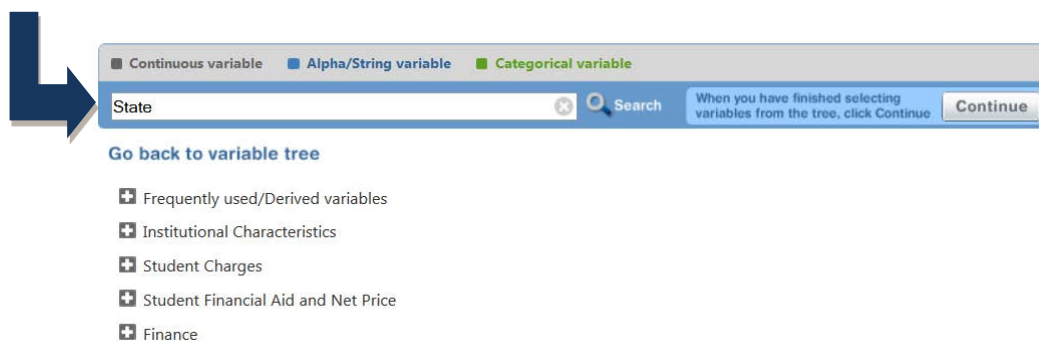 Continuous variable Alpha/String variable Categorical variable
State Search When you have finished selecting variables from the tree, click Continue Continue
Go back to variable tree
Frequently used/Derived variables
Institutional Characteristics
Student Charges
Student Financial Aid and Net Price
Finance